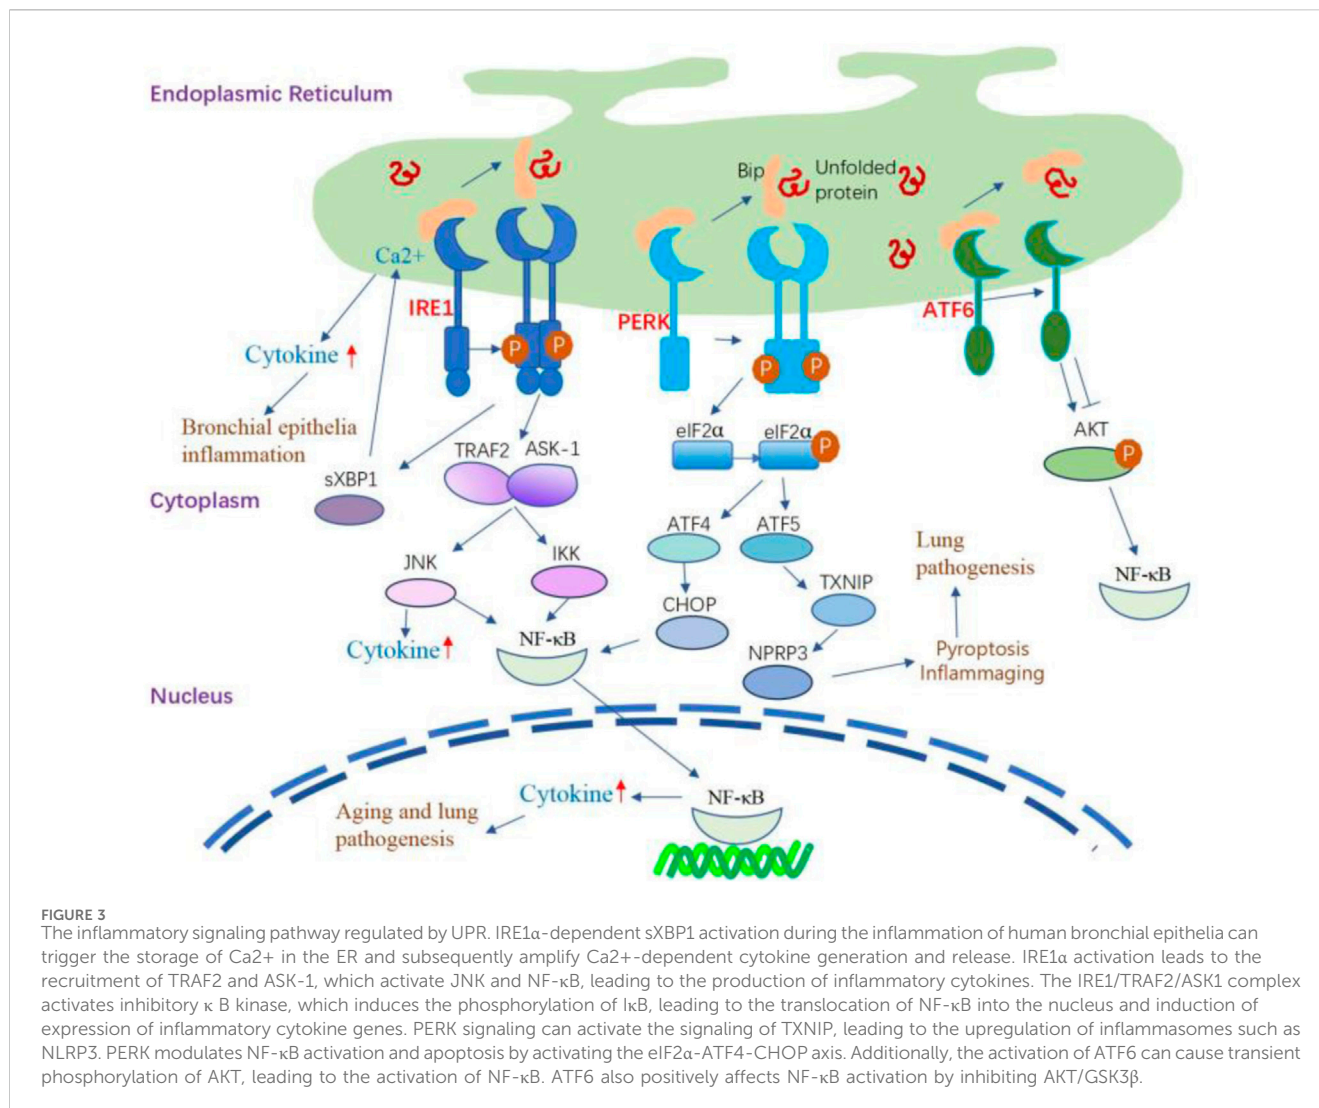 Endoplasmic Reticulum
Bip
Unfolded
protein
Ca2+
IRE1
PERK
ATF6
Cytokine
P
P
P
P
Bronchial epithelia
inflammation
sXBP1
TRAF2
ASK-1
eIF2α
eIF2α
P
AKT
P
Cytoplasm
JNK
IKK
ATF4
ATF5
Lung
pathogenesis
NF-κB
TXNIP
CHOP
Cytokine
NF-κB
NPRP3
Pyroptosis
Inflammaging
Nucleus
Cytokine
NF-κB
Aging and lung
pathogenesis
FIGURE 3
The inflammatory signaling pathway regulated by UPR. IRE1α-dependent sXBP1 activation during the inflammation of human bronchial epithelia can
trigger the storage of Ca2+ in the ER and subsequently amplify Ca2+-dependent cytokine generation and release. IRE1α activation leads to the
recruitment of TRAF2 and ASK-1, which activate JNK and NF-κB, leading to the production of inflammatory cytokines. The IRE1/TRAF2/ASK1 complex
activates inhibitory κ B kinase, which induces the phosphorylation of IκB, leading to the translocation of NF-κB into the nucleus and induction of
expression of inflammatory cytokine genes. PERK signaling can activate the signaling of TXNIP, leading to the upregulation of inflammasomes such as
NLRP3. PERK modulates NF-κB activation and apoptosis by activating the eIF2α-ATF4-CHOP axis. Additionally, the activation of ATF6 can cause transient
phosphorylation of AKT, leading to the activation of NF-κB. ATF6 also positively affects NF-κB activation by inhibiting AKT/GSK3β.